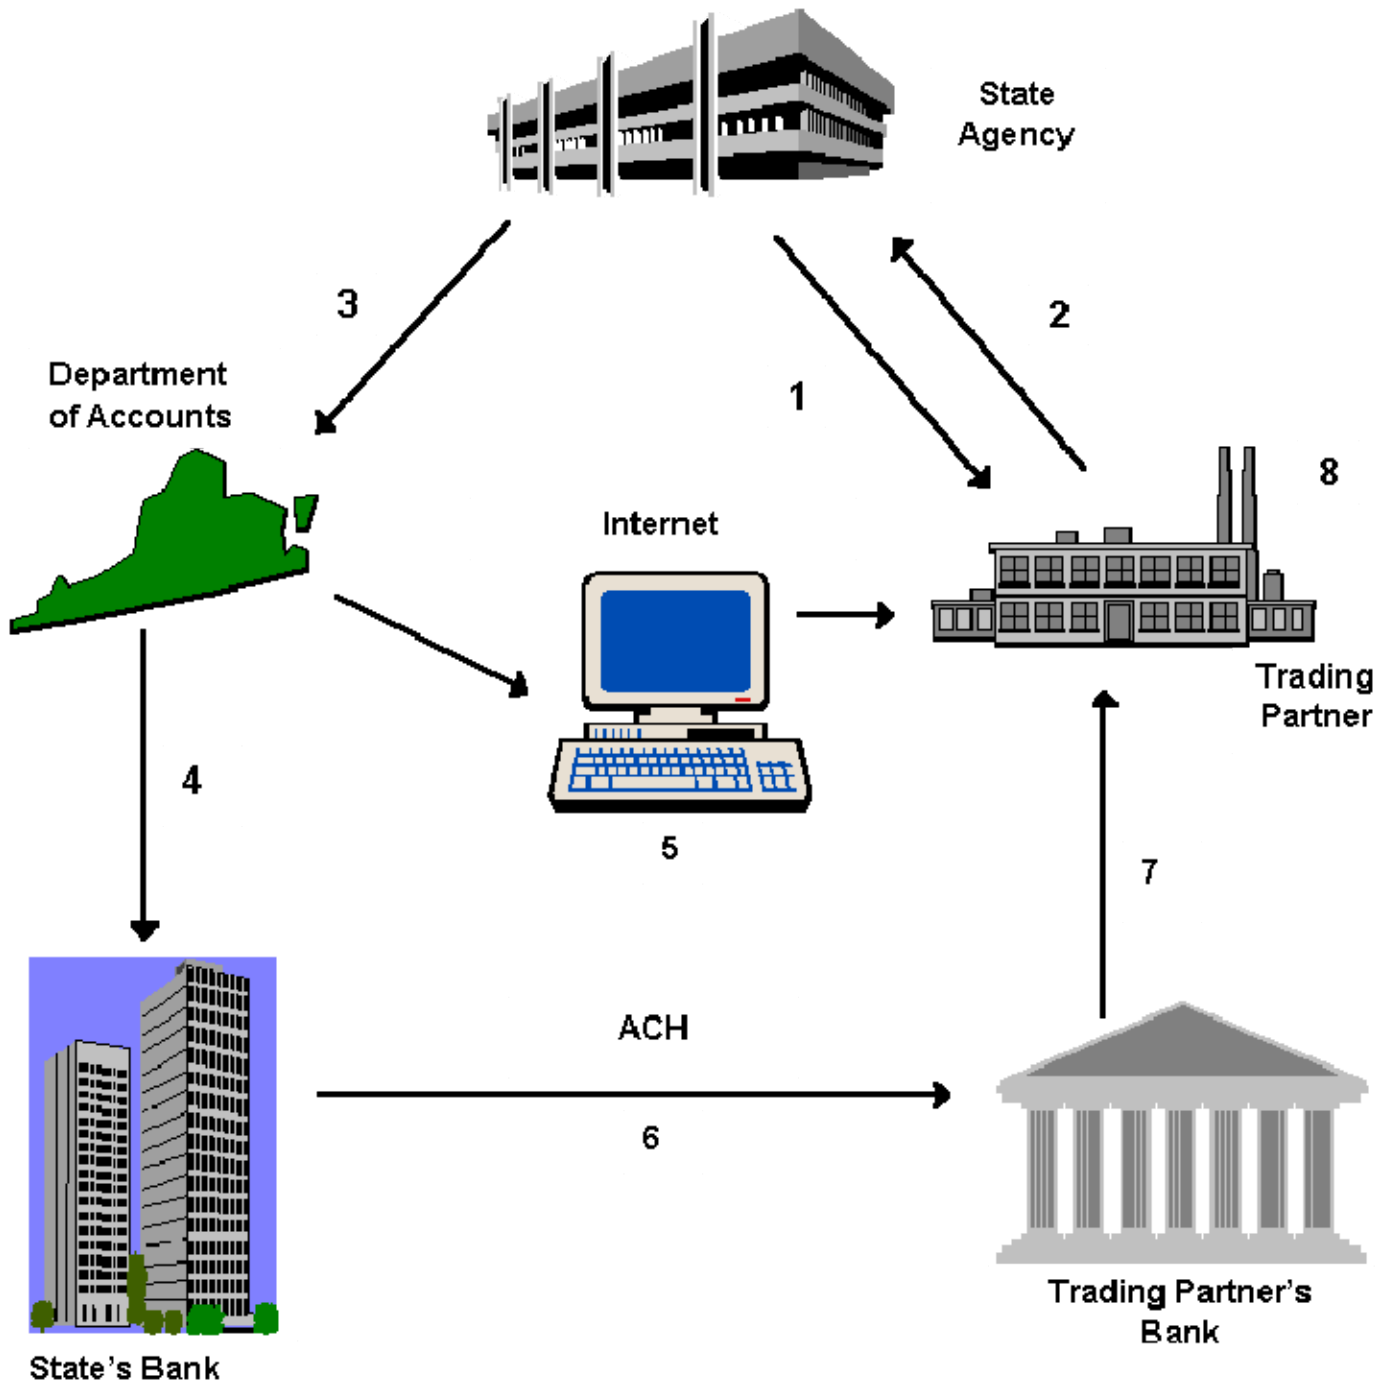 State
Agency
3
2
1
Department
of Accounts
8
Internet
Trading
Partner
4
5
7
ACH
6
Trading Partner's
Bank
State's Bank